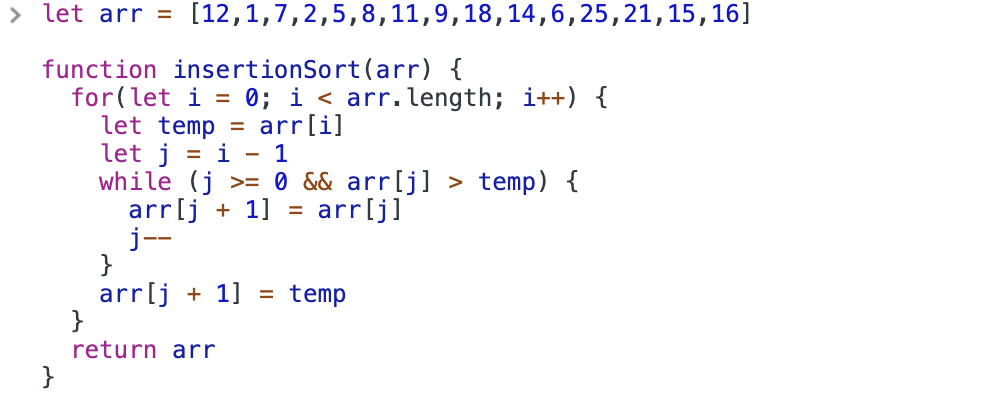 > let arr = [12,1,7,2,5,8,11,9,18,14,6,25,21,15,16]

function insertionSort(arr) {
  for(let i = 0; i < arr.length; i++) {
    let temp = arr[i]
    let j = i - 1
    while (j >= 0 && arr[j] > temp) {
      arr[j + 1] = arr[j]
      j--
    }
    arr[j + 1] = temp
  }
  return arr
}